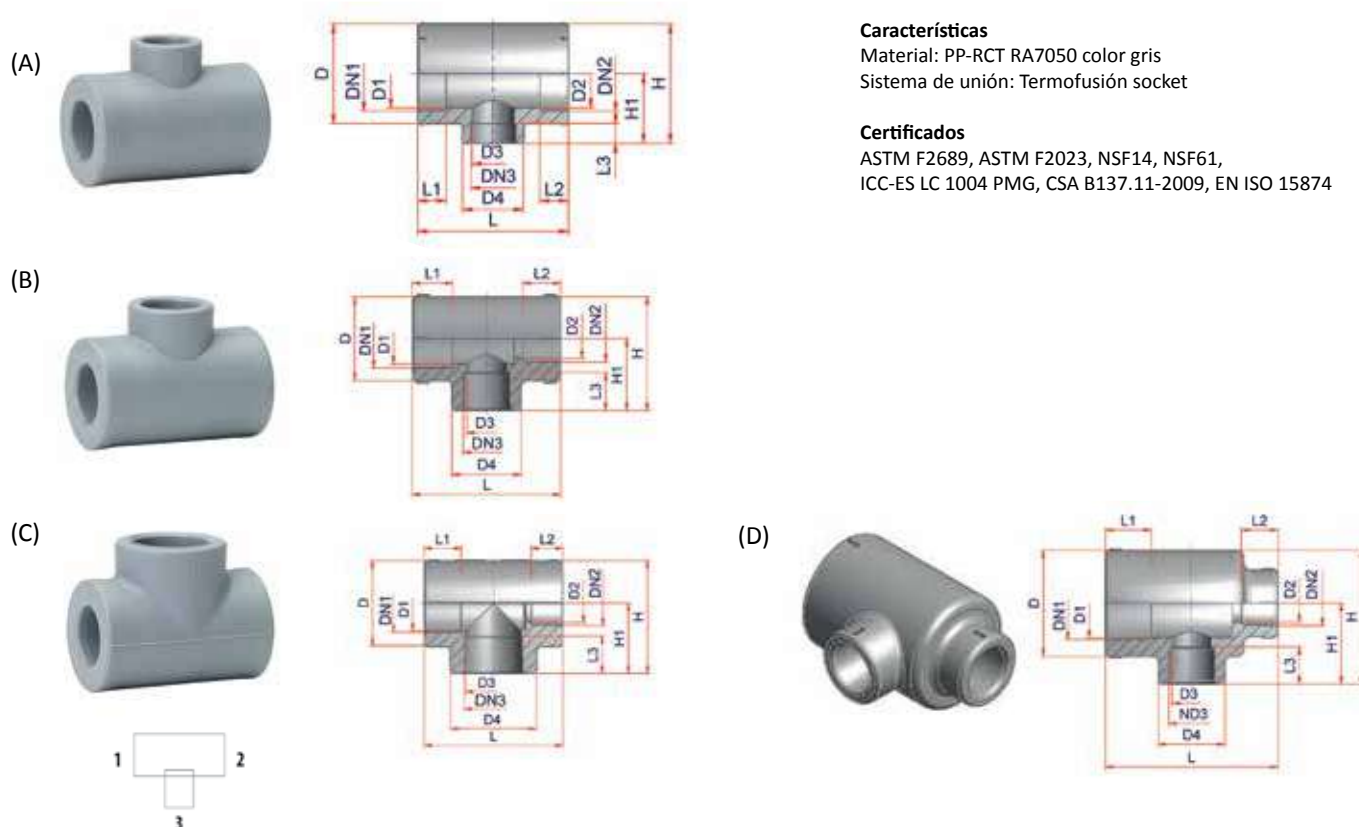 (A)
D
DN1
D1
D2
DN2
H1
H
L3
D3
DN3
D4
L1
L2
L
Características
Material: PP-RCT RA7050 color gris
Sistema de unión: Termofusión socket
Certificados
ASTM F2689, ASTM F2023, NSF14, NSF61,
ICC-ES LC 1004 PMG, CSA B137.11-2009, EN ISO 15874
(B)
L1
L2
D
DN1
D1
D2
DN2
H1
H
L3
D3
DN3
D4
L
(C)
L1
L2
D
DN1
D1
D2
DN2
H1
H
L3
D3
DN3
D4
L
1
2
3
(D)
L1
L2
D
DN1
D1
D2
DN2
H1
H
L3
D3
ND3
D4
L